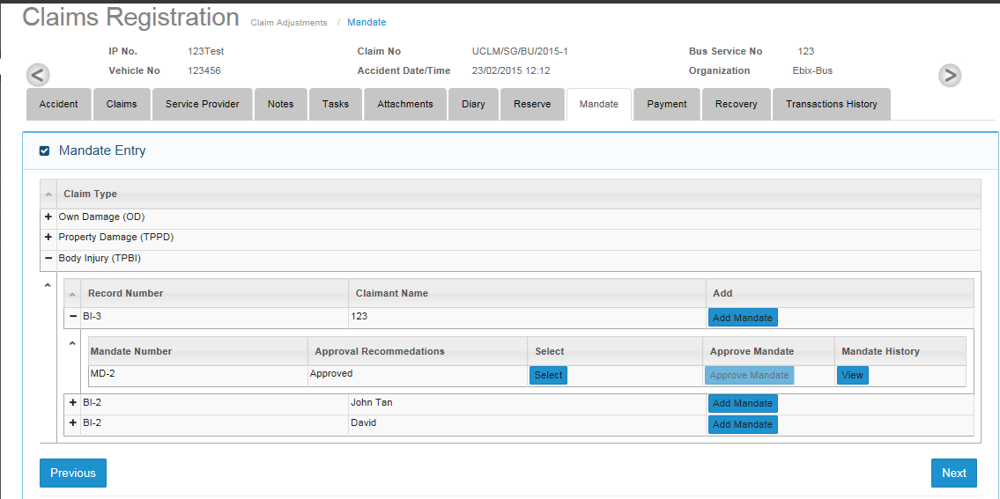 Claims Registration Claim Adjustments / Mandate
IP No. 123Test Claim No UCLM/SG/BU/2015-1 Bus Service No 123
Vehicle No 123456 Accident Date/Time 23/02/2015 12:12 Organization Ebix-Bus
Accident Claims Service Provider Notes Tasks Attachments Diary Reserve Mandate Payment Recovery Transactions History
Mandate Entry
Claim Type
+ Own Damage (OD)
+ Property Damage (TPPD)
− Body Injury (TPBI)
Record Number Claimant Name Add
− BI-3 123 Add Mandate
Mandate Number Approval Recommedations Select Approve Mandate Mandate History
MD-2 Approved Select Approve Mandate View
+ BI-2 John Tan Add Mandate
+ BI-2 David Add Mandate
Previous Next